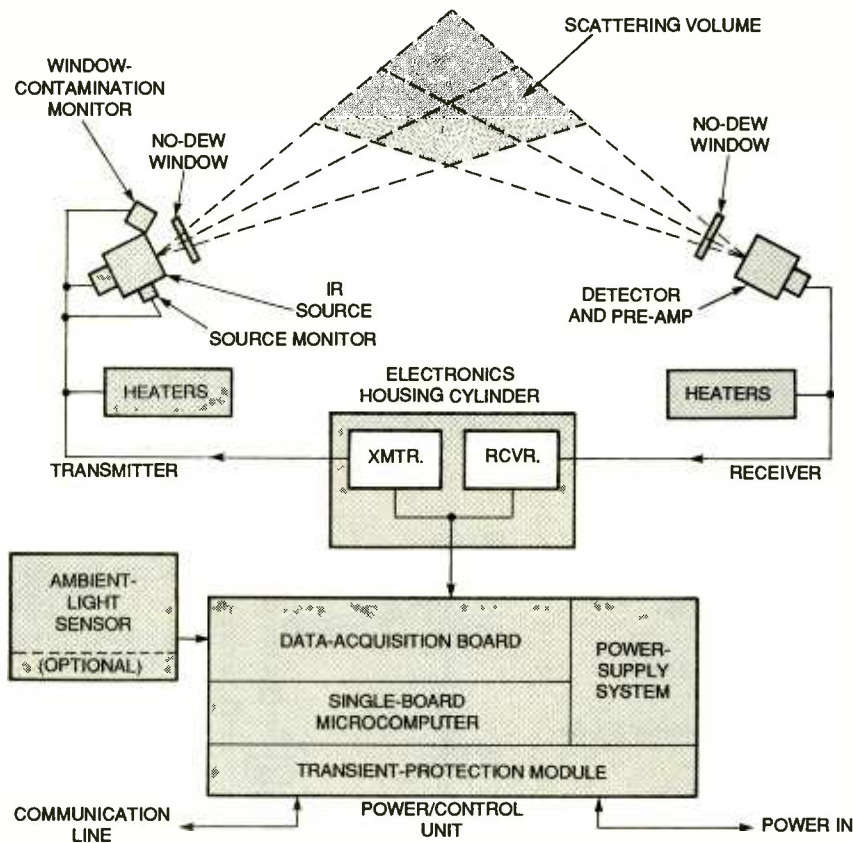 SCATTERING VOLUME
WINDOW-
CONTAMINATION
MONITOR
NO-DEW
WINDOW
NO-DEW
WINDOW
IR
SOURCE
SOURCE MONITOR
DETECTOR
AND PRE-AMP
HEATERS
ELECTRONICS
HOUSING CYLINDER
HEATERS
XMTR.
RCVR.
TRANSMITTER
RECEIVER
AMBIENT-
LIGHT
SENSOR
(OPTIONAL)
DATA-ACQUISITION BOARD
POWER-
SUPPLY
SYSTEM
SINGLE-BOARD
MICROCOMPUTER
TRANSIENT-PROTECTION MODULE
COMMUNICATION
LINE
POWER/CONTROL
UNIT
POWER IN